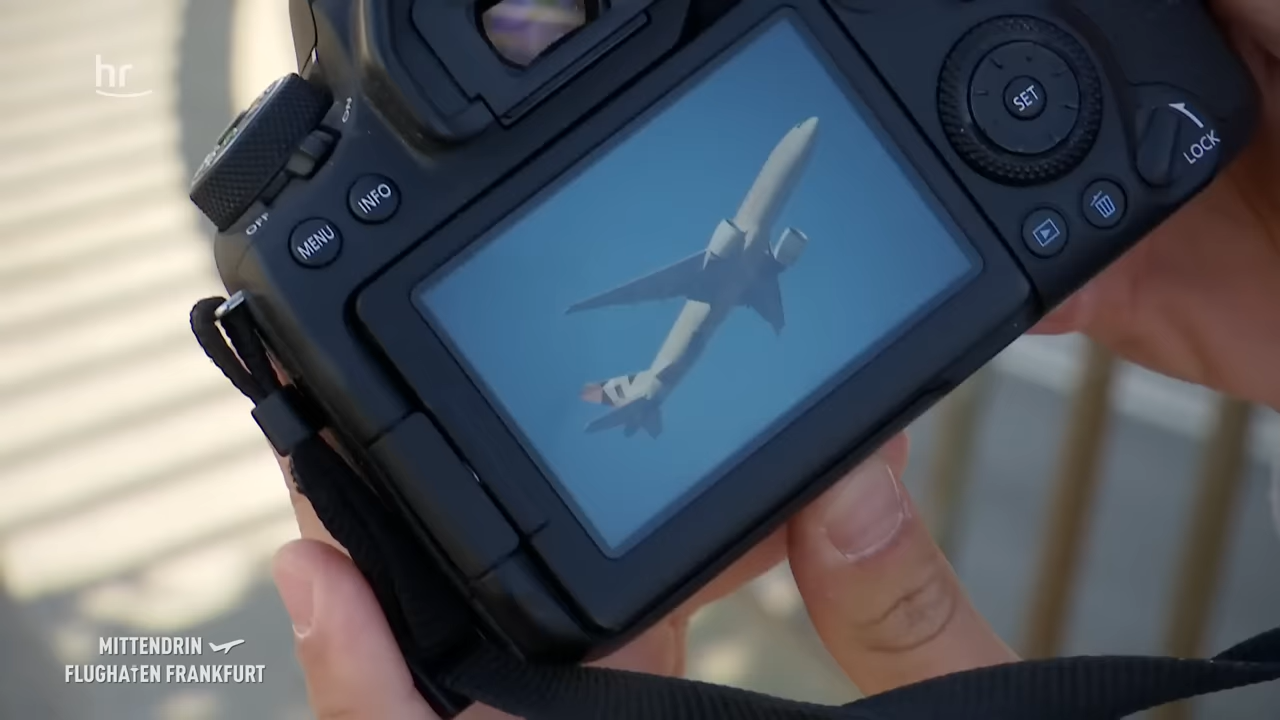 hr
ON
OFF
MENU
INFO
SET
LOCK
MITTENDRIN
FLUGHAFEN FRANKFURT